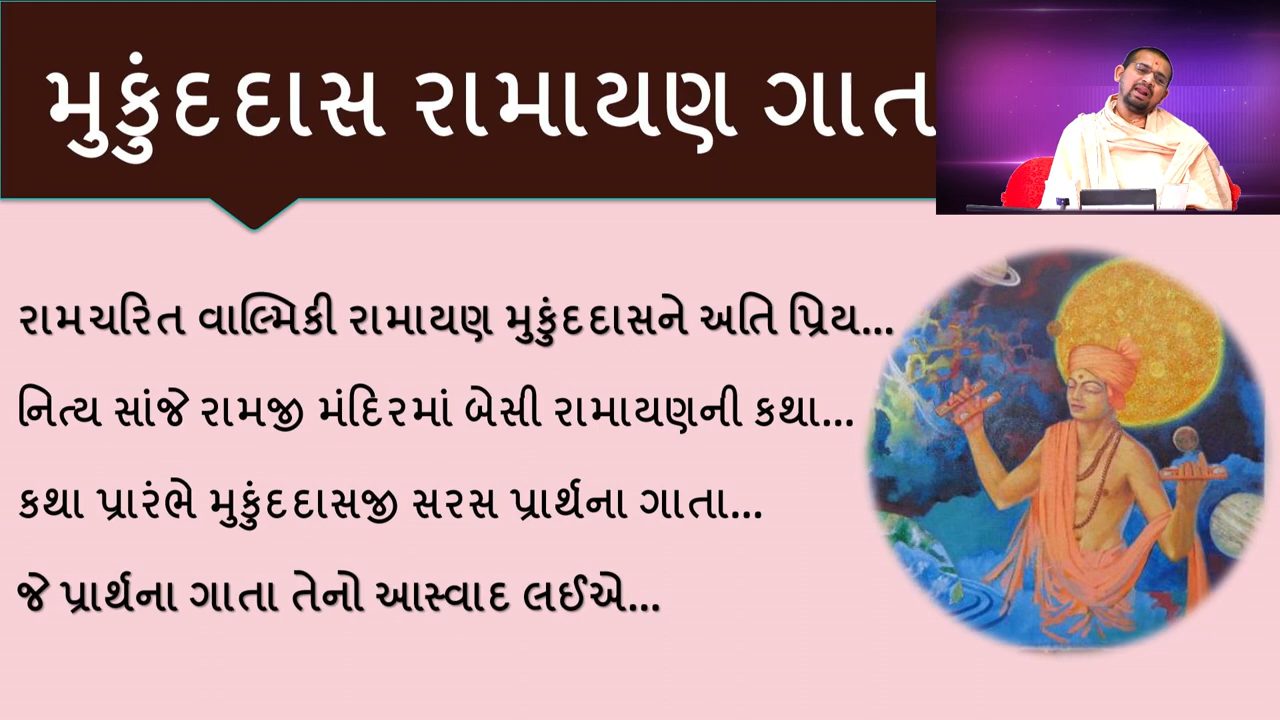 મુકુંદદાસ રામાયણ ગાત
રામચરિત વાલ્મિકી રામાયણ મુકુંદદાસને અતિ પ્રિય...
નિત્ય સાંજે રામજી મંદિરમાં બેસી રામાયણની કથા...
કથા પ્રારંભે મુકુંદદાસજી સરસ પ્રાર્થના ગાતા...
જે પ્રાર્થના ગાતા તેનો આસ્વાદ લઈએ...